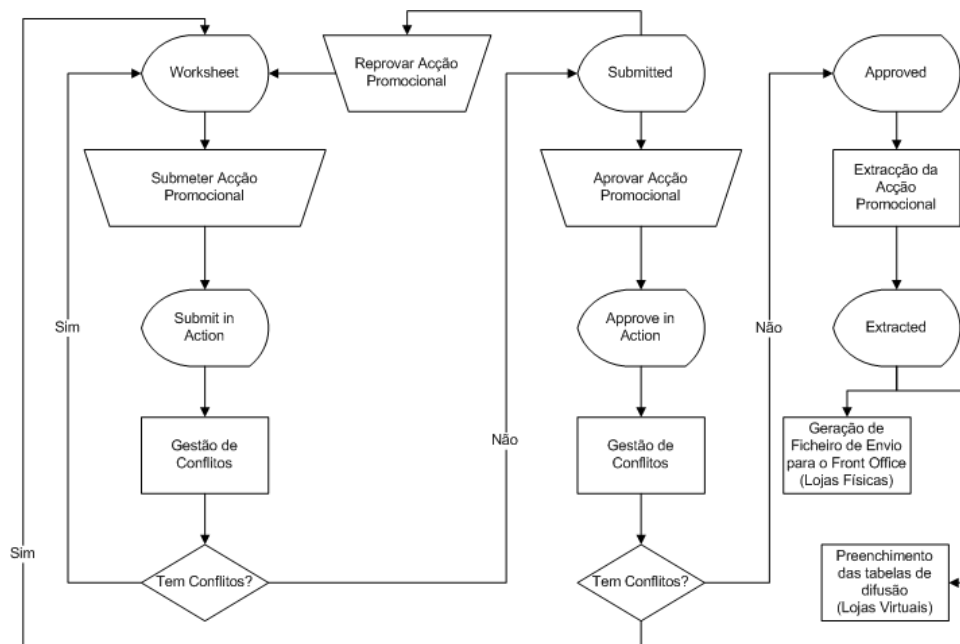 Worksheet
Reprovar Acção
Promocional
Submitted
Approved
Submeter Acção
Promocional
Aprovar Acção
Promocional
Extracção da
Acção
Promocional
Submit in
Action
Approve in
Action
Extracted
Sim
Não
Não
Gestão de
Conflitos
Gestão de
Conflitos
Geração de
Ficheiro de Envio
para o Front Office
(Lojas Físicas)
Sim
Tem Conflitos?
Tem Conflitos?
Preenchimento
das tabelas de
difusão
(Lojas Virtuais)